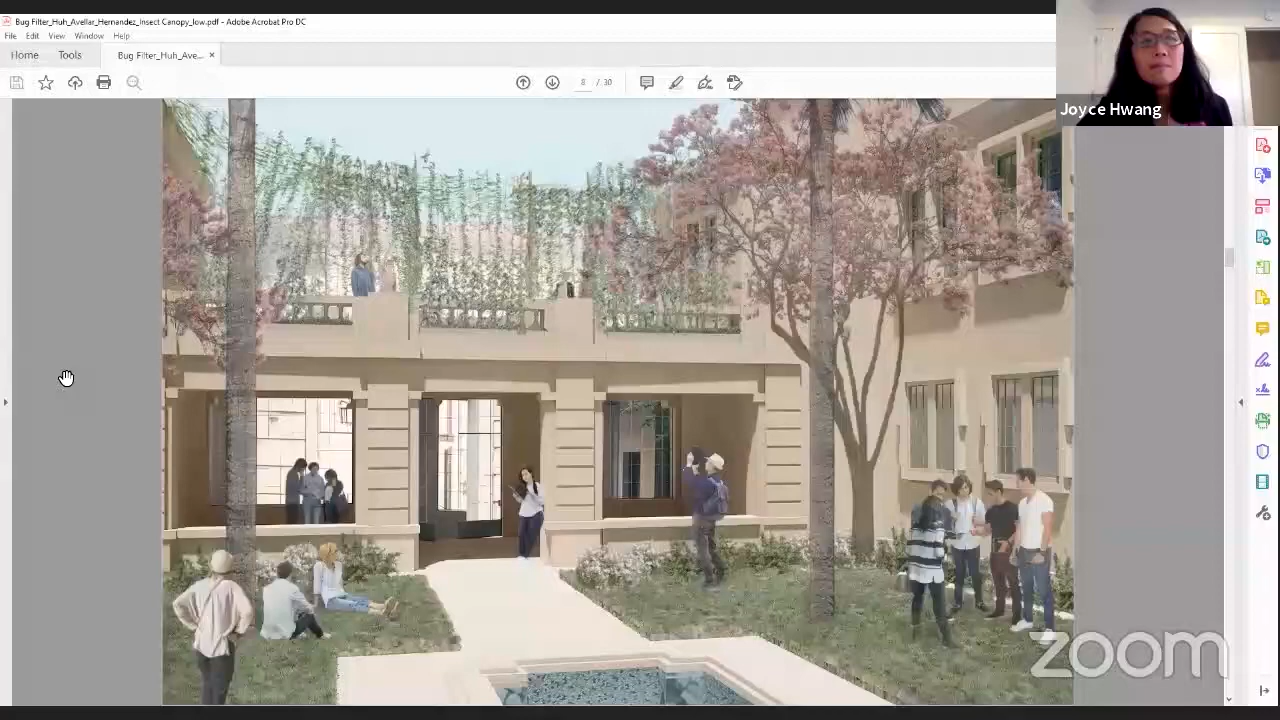 Bug Filter_Huh_Avellar_Hernandez_Insect Canopy_low.pdf - Adobe Acrobat Pro DC
File Edit View Window Help
Home Tools Bug Filter_Huh_Ave... ×
8 / 30
Joyce Hwang
zoom